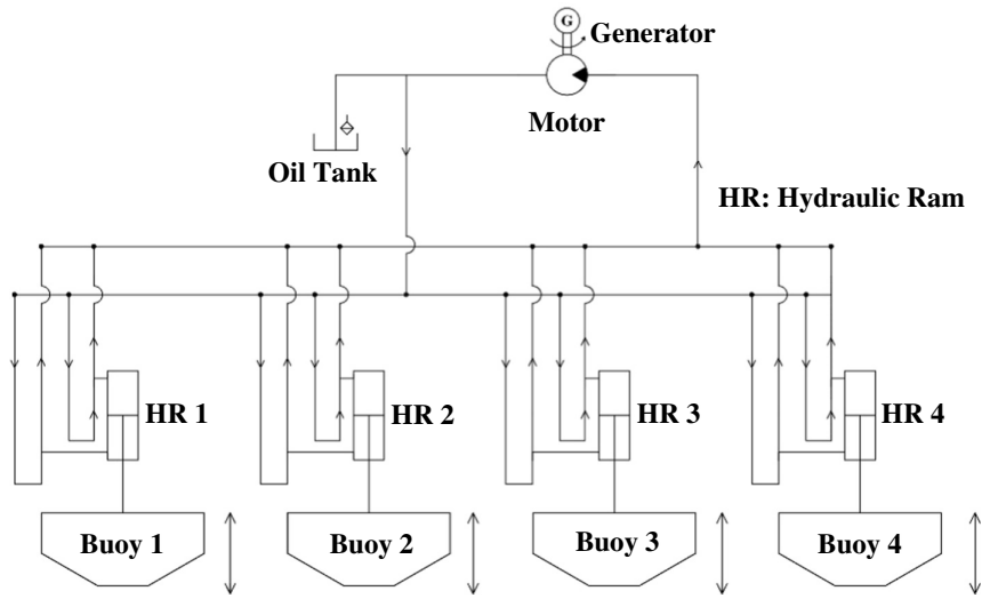 G
Generator
Motor
Oil Tank
HR: Hydraulic Ram
HR 1
HR 2
HR 3
HR 4
Buoy 1
Buoy 2
Buoy 3
Buoy 4